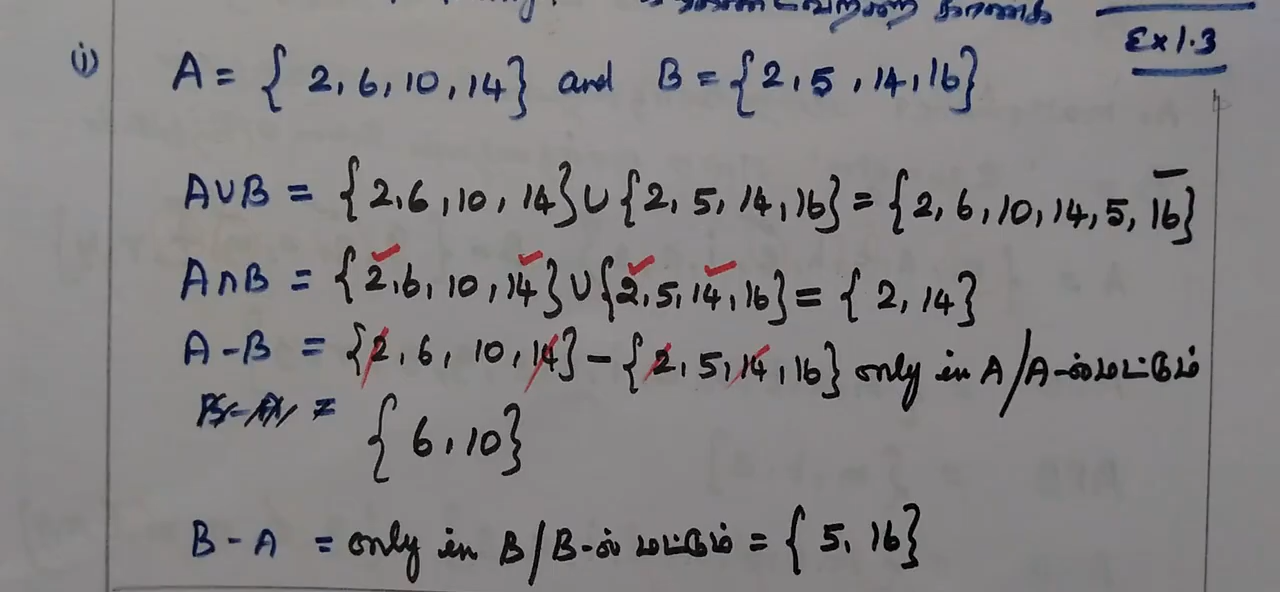 காண்க
Ex 1.3
(i) A = { 2, 6, 10, 14} and B = {2, 5, 14, 16}
A∪B = {2, 6, 10, 14} ∪ {2, 5, 14, 16} = {2, 6, 10, 14, 5, 16}
A∩B = {2, 6, 10, 14} ∪ {2, 5, 14, 16} = { 2, 14}
A - B = {2, 6, 10, 14} - {2, 5, 14, 16} only in A / A-ல் மட்டும்
B - A =
{ 6, 10}
B - A = only in B / B-ல் மட்டும் = { 5, 16}